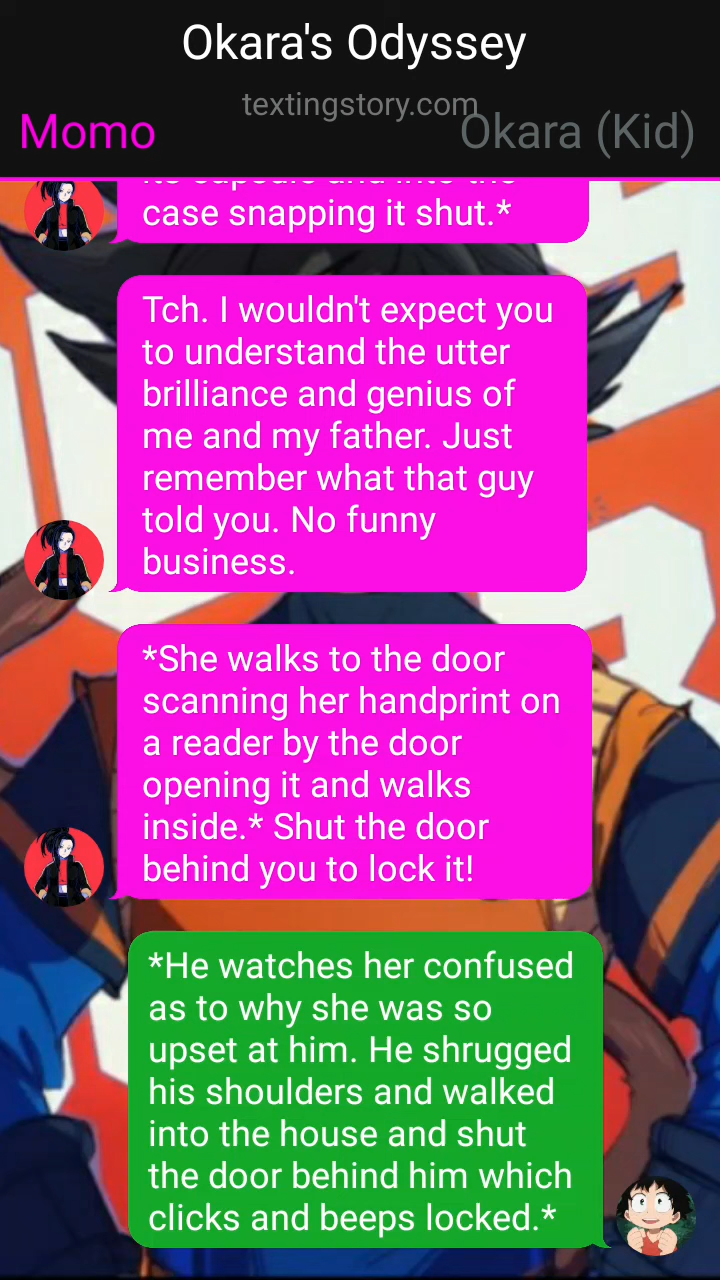 Okara's Odyssey
textingstory.com
Momo
Okara (Kid)
its capsule and into the
case snapping it shut.*
Tch. I wouldn't expect you
to understand the utter
brilliance and genius of
me and my father. Just
remember what that guy
told you. No funny
business.
*She walks to the door
scanning her handprint on
a reader by the door
opening it and walks
inside.* Shut the door
behind you to lock it!
*He watches her confused
as to why she was so
upset at him. He shrugged
his shoulders and walked
into the house and shut
the door behind him which
clicks and beeps locked.*